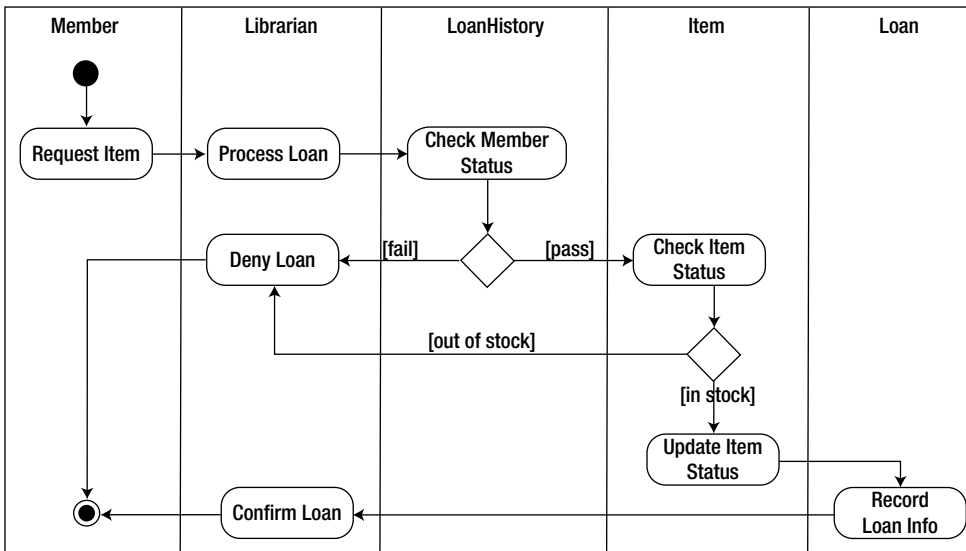 Member
Librarian
LoanHistory
Item
Loan
Request Item
Process Loan
Check Member
Status
Deny Loan
[fail]
[pass]
Check Item
Status
[out of stock]
[in stock]
Update Item
Status
Confirm Loan
Record
Loan Info